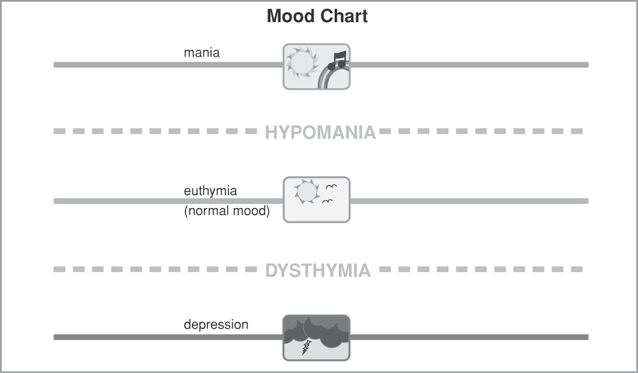 Mood Chart
mania
HYPOMANIA
euthymia
(normal mood)
DYSTHYMIA
depression